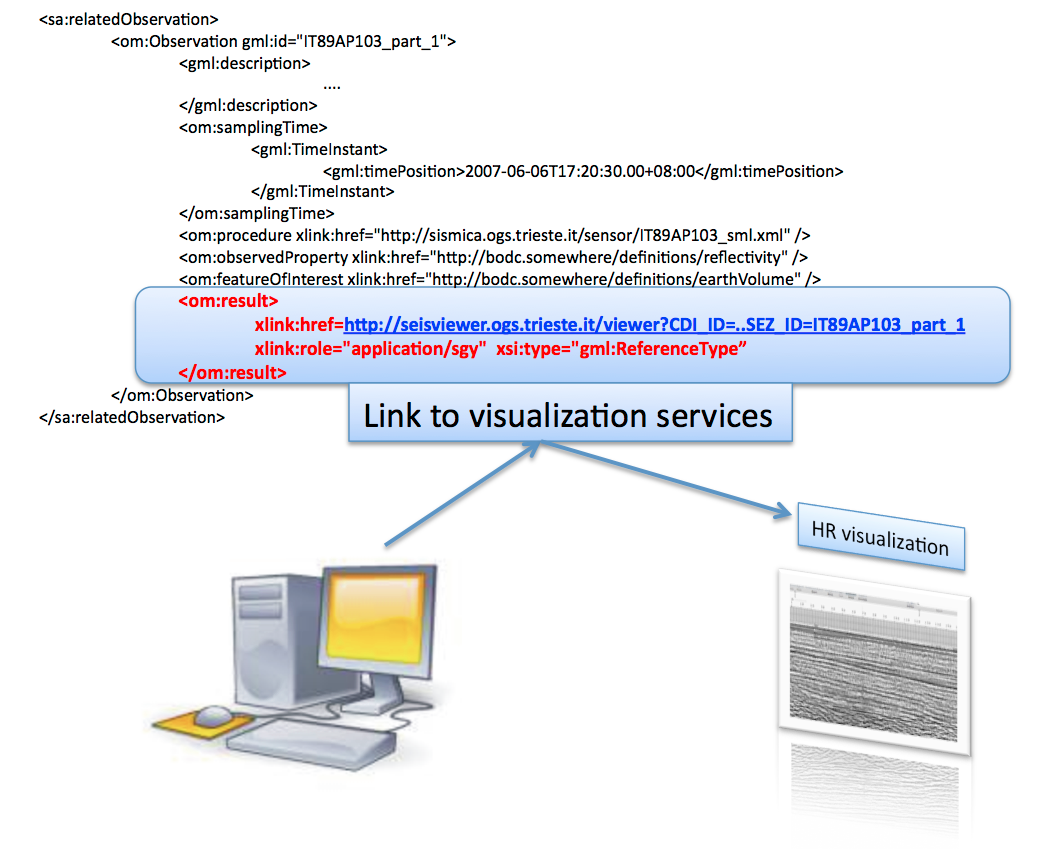 <sa:relatedObservation>
<om:Observation gml:id="IT89AP103_part_1">
<gml:description>
....
</gml:description>
<om:samplingTime>
<gml:TimeInstant>
<gml:timePosition>2007-06-06T17:20:30.00+08:00</gml:timePosition>
</gml:TimeInstant>
</om:samplingTime>
<om:procedure xlink:href="http://sismica.ogs.trieste.it/sensor/IT89AP103_sml.xml" />
<om:observedProperty xlink:href="http://bodc.somewhere/definitions/reflectivity" />
<om:featureOfInterest xlink:href="http://bodc.somewhere/definitions/earthVolume" />
<om:result>
xlink:href=http://seisviewer.ogs.trieste.it/viewer?CDI_ID=..SEZ_ID=IT89AP103_part_1
xlink:role="application/sgy" xsi:type="gml:ReferenceType”
</om:result>
</om:Observation>
</sa:relatedObservation>
Link to visualization services
HR visualization